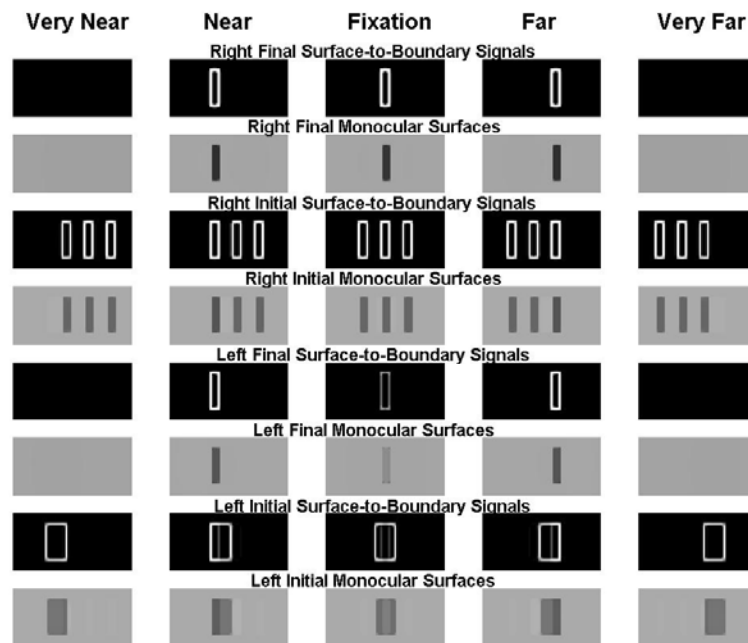 Very Near Near Fixation Far Very Far
Right Final Surface-to-Boundary Signals
Right Final Monocular Surfaces
Right Initial Surface-to-Boundary Signals
Right Initial Monocular Surfaces
Left Final Surface-to-Boundary Signals
Left Final Monocular Surfaces
Left Initial Surface-to-Boundary Signals
Left Initial Monocular Surfaces